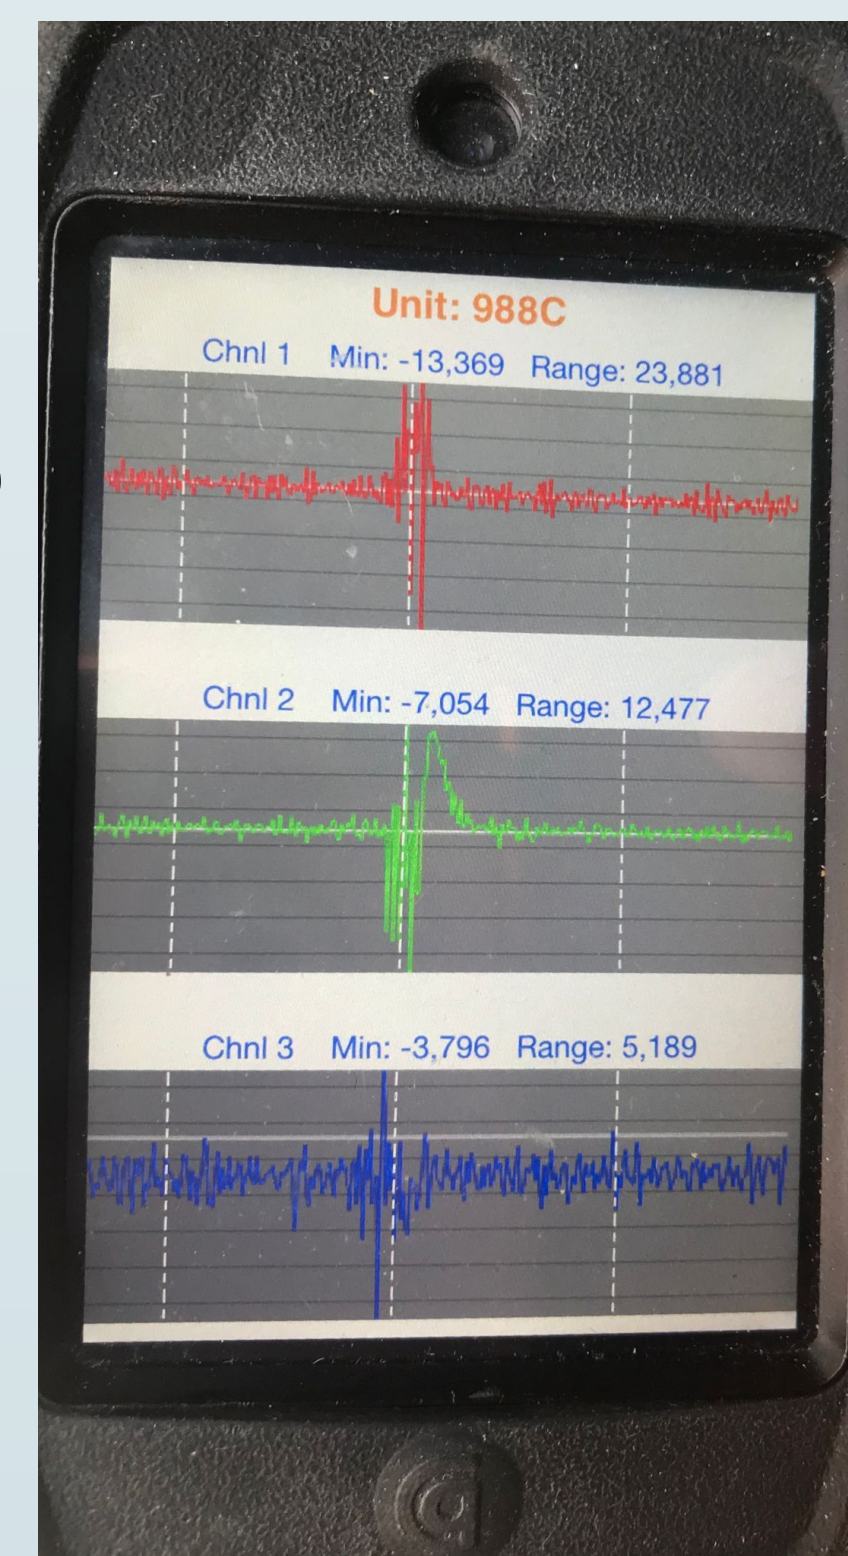 Unit: 988C
Chnl 1 Min: -13,369 Range: 23,881
Chnl 2 Min: -7,054 Range: 12,477
Chnl 3 Min: -3,796 Range: 5,189